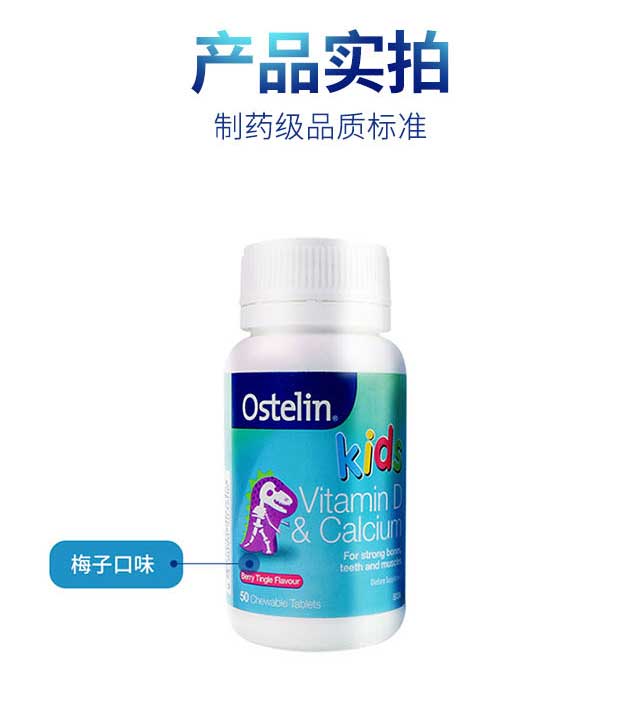 产品实拍
制药级品质标准
Ostelin®
kids
Vitamin D
& Calcium
For strong bones,
teeth and muscles
梅子口味
Berry Tingle Flavour
50 Chewable Tablets